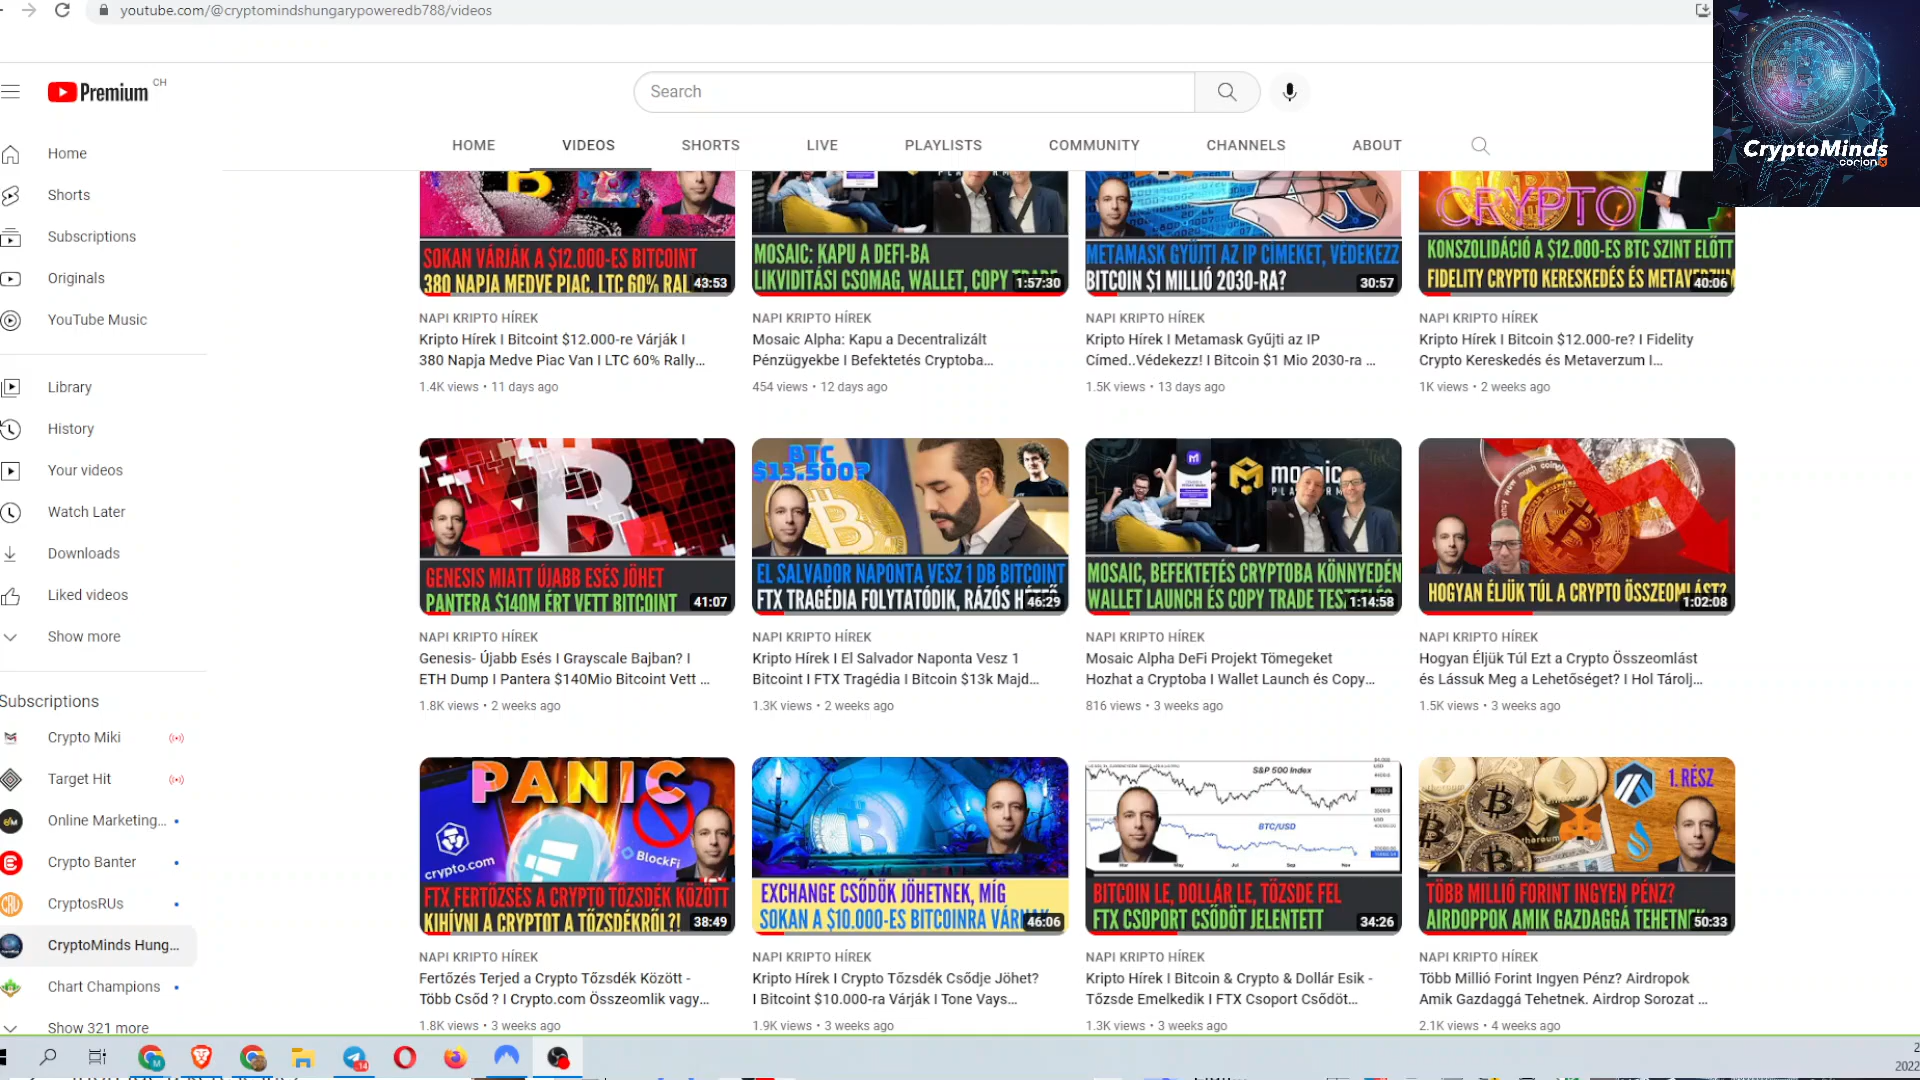 youtube.com/@cryptomindshungarypoweredb788/videos
Premium CH
Search
CryptoMinds
corion
HOME
VIDEOS
SHORTS
LIVE
PLAYLISTS
COMMUNITY
CHANNELS
ABOUT
Home
Shorts
Subscriptions
Originals
YouTube Music
Library
History
Your videos
Watch Later
Downloads
Liked videos
Show more
Subscriptions
Crypto Miki
Target Hit
Online Marketing...
Crypto Banter
CryptosRUs
CryptoMinds Hung...
Chart Champions
Show 321 more
SOKAN VÁRJÁK A $12.000-ES BITCOINT
380 NAPJA MEDVE PIAC, LTC 60% RAL
43:53
NAPI KRIPTO HÍREK
Kripto Hírek I Bitcoint $12.000-re Várják I
380 Napja Medve Piac Van I LTC 60% Rally...
1.4K views • 11 days ago
MOSAIC: KAPU A DEFI-BA
LIKVIDITÁSI CSOMAG, WALLET, COPY TRADE
1:57:30
NAPI KRIPTO HÍREK
Mosaic Alpha: Kapu a Decentralizált
Pénzügyekbe I Befektetés Cryptoba...
454 views • 12 days ago
METAMASK GYŰJTI AZ IP CÍMEKET, VÉDEKEZZ
BITCOIN $1 MILLIÓ 2030-RA?
30:57
NAPI KRIPTO HÍREK
Kripto Hírek I Metamask Gyűjti az IP
Címed..Védekezz! I Bitcoin $1 Mio 2030-ra ...
1.5K views • 13 days ago
CRYPTO
KONSZOLIDÁCIÓ A $12.000-ES BTC SZINT ELŐTT
FIDELITY CRYPTO KERESKEDÉS ÉS METAVERZUM
40:06
NAPI KRIPTO HÍREK
Kripto Hírek I Bitcoin $12.000-re? I Fidelity
Crypto Kereskedés és Metaverzum I...
1K views • 2 weeks ago
GENESIS MIATT ÚJABB ESÉS JÖHET
PANTERA $140M ÉRT VETT BITCOINT
41:07
NAPI KRIPTO HÍREK
Genesis- Újabb Esés I Grayscale Bajban? I
ETH Dump I Pantera $140Mio Bitcoint Vett ...
1.8K views • 2 weeks ago
BTC
$13.500?
EL SALVADOR NAPONTA VESZ 1 DB BITCOINT
FTX TRAGÉDIA FOLYTATÓDIK, RÁZÓS HÉTFŐ
46:29
NAPI KRIPTO HÍREK
Kripto Hírek I El Salvador Naponta Vesz 1
Bitcoint I FTX Tragédia I Bitcoin $13k Majd...
1.3K views • 2 weeks ago
mosaic
PLATFORM
MOSAIC, BEFEKTETÉS CRYPTOBA KÖNNYEDÉN
WALLET LAUNCH ÉS COPY TRADE
1:14:58
NAPI KRIPTO HÍREK
Mosaic Alpha DeFi Projekt Tömegeket
Hozhat a Cryptoba I Wallet Launch és Copy...
816 views • 3 weeks ago
HOGYAN ÉLJÜK TÚL A CRYPTO ÖSSZEOMLÁST?
1:02:08
NAPI KRIPTO HÍREK
Hogyan Éljük Túl Ezt a Crypto Összeomlást
és Lássuk Meg a Lehetőséget? I Hol Tárolj...
1.5K views • 3 weeks ago
PANIC
crypto.com
BlockFi
FTX FERTŐZÉS A CRYPTO TŐZSDÉK KÖZÖTT
KIHÍVNI A CRYPTOT A TŐZSDÉKRŐL?!
38:49
NAPI KRIPTO HÍREK
Fertőzés Terjed a Crypto Tőzsdék Között -
Több Csőd ? I Crypto.com Összeomlik vagy...
1.8K views • 3 weeks ago
EXCHANGE CSŐDÖK JÖHETNEK, MÍG
SOKAN A $10.000-ES BITCOINRA VÁRNAK
46:06
NAPI KRIPTO HÍREK
Kripto Hírek I Crypto Tőzsdék Csődje Jöhet?
I Bitcoint $10.000-ra Várják I Tone Vays...
1.9K views • 3 weeks ago
S&P 500 Index
BTC/USD
BITCOIN LE, DOLLÁR LE, TŐZSDE FEL
FTX CSOPORT CSŐDÖT JELENTETT
34:26
NAPI KRIPTO HÍREK
Kripto Hírek I Bitcoin & Crypto & Dollár Esik -
Tőzsde Emelkedik I FTX Csoport Csődöt...
1.3K views • 3 weeks ago
1. RÉSZ
TÖBB MILLIÓ FORINT INGYEN PÉNZ?
AIRDOPPOK AMIK GAZDAGGÁ TEHETNEK
50:33
NAPI KRIPTO HÍREK
Több Millió Forint Ingyen Pénz? Airdropok
Amik Gazdaggá Tehetnek. Airdrop Sorozat ...
2.1K views • 4 weeks ago
14
2022